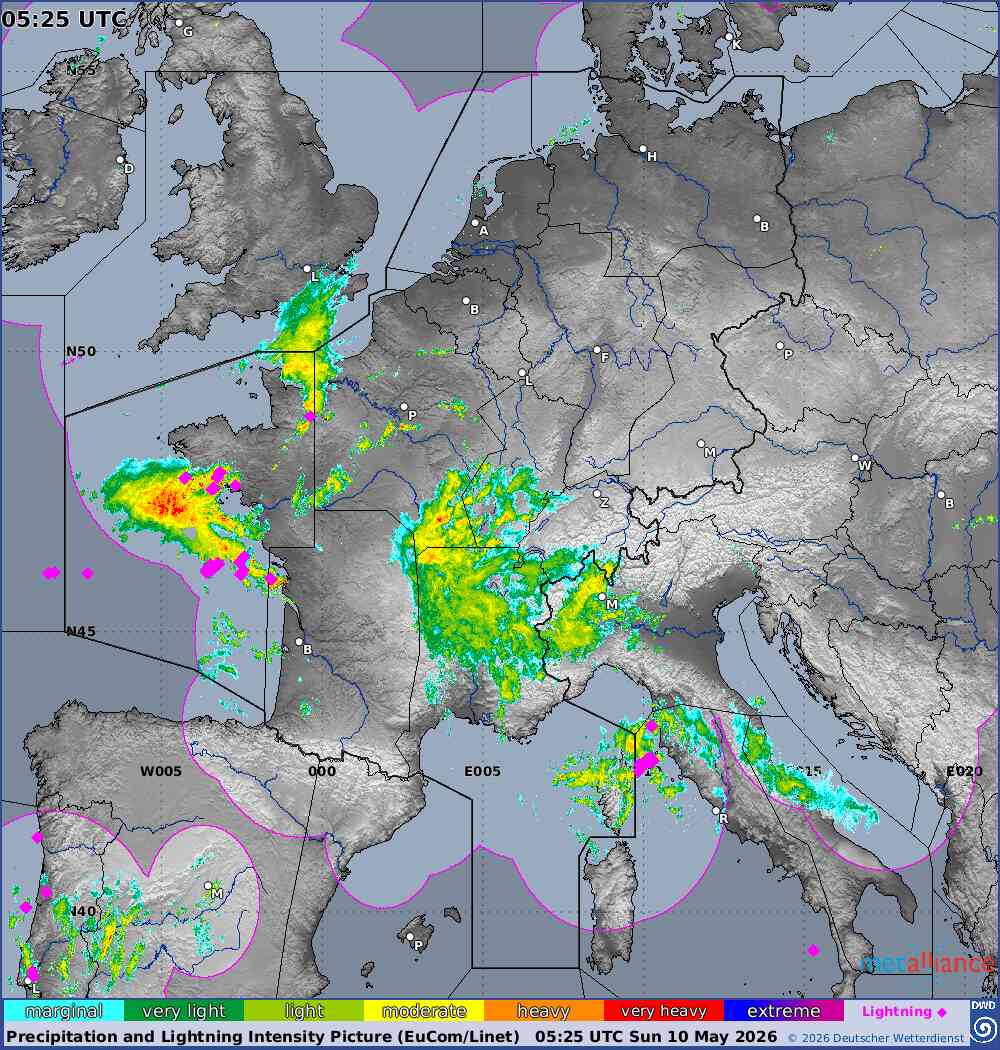 05:25 UTC
G
K
N55
H
D
B
A
L
B
N50
P
F
L
P
M
W
Z
B
M
N45
B
W005
000
E005
15
E020
R
M
N40
P
metalliance
L
marginal very light light moderate heavy very heavy extreme Lightning DWD
Precipitation and Lightning Intensity Picture (EuCom/Linet) 05:25 UTC Sun 10 May 2026 © 2026 Deutscher Wetterdienst